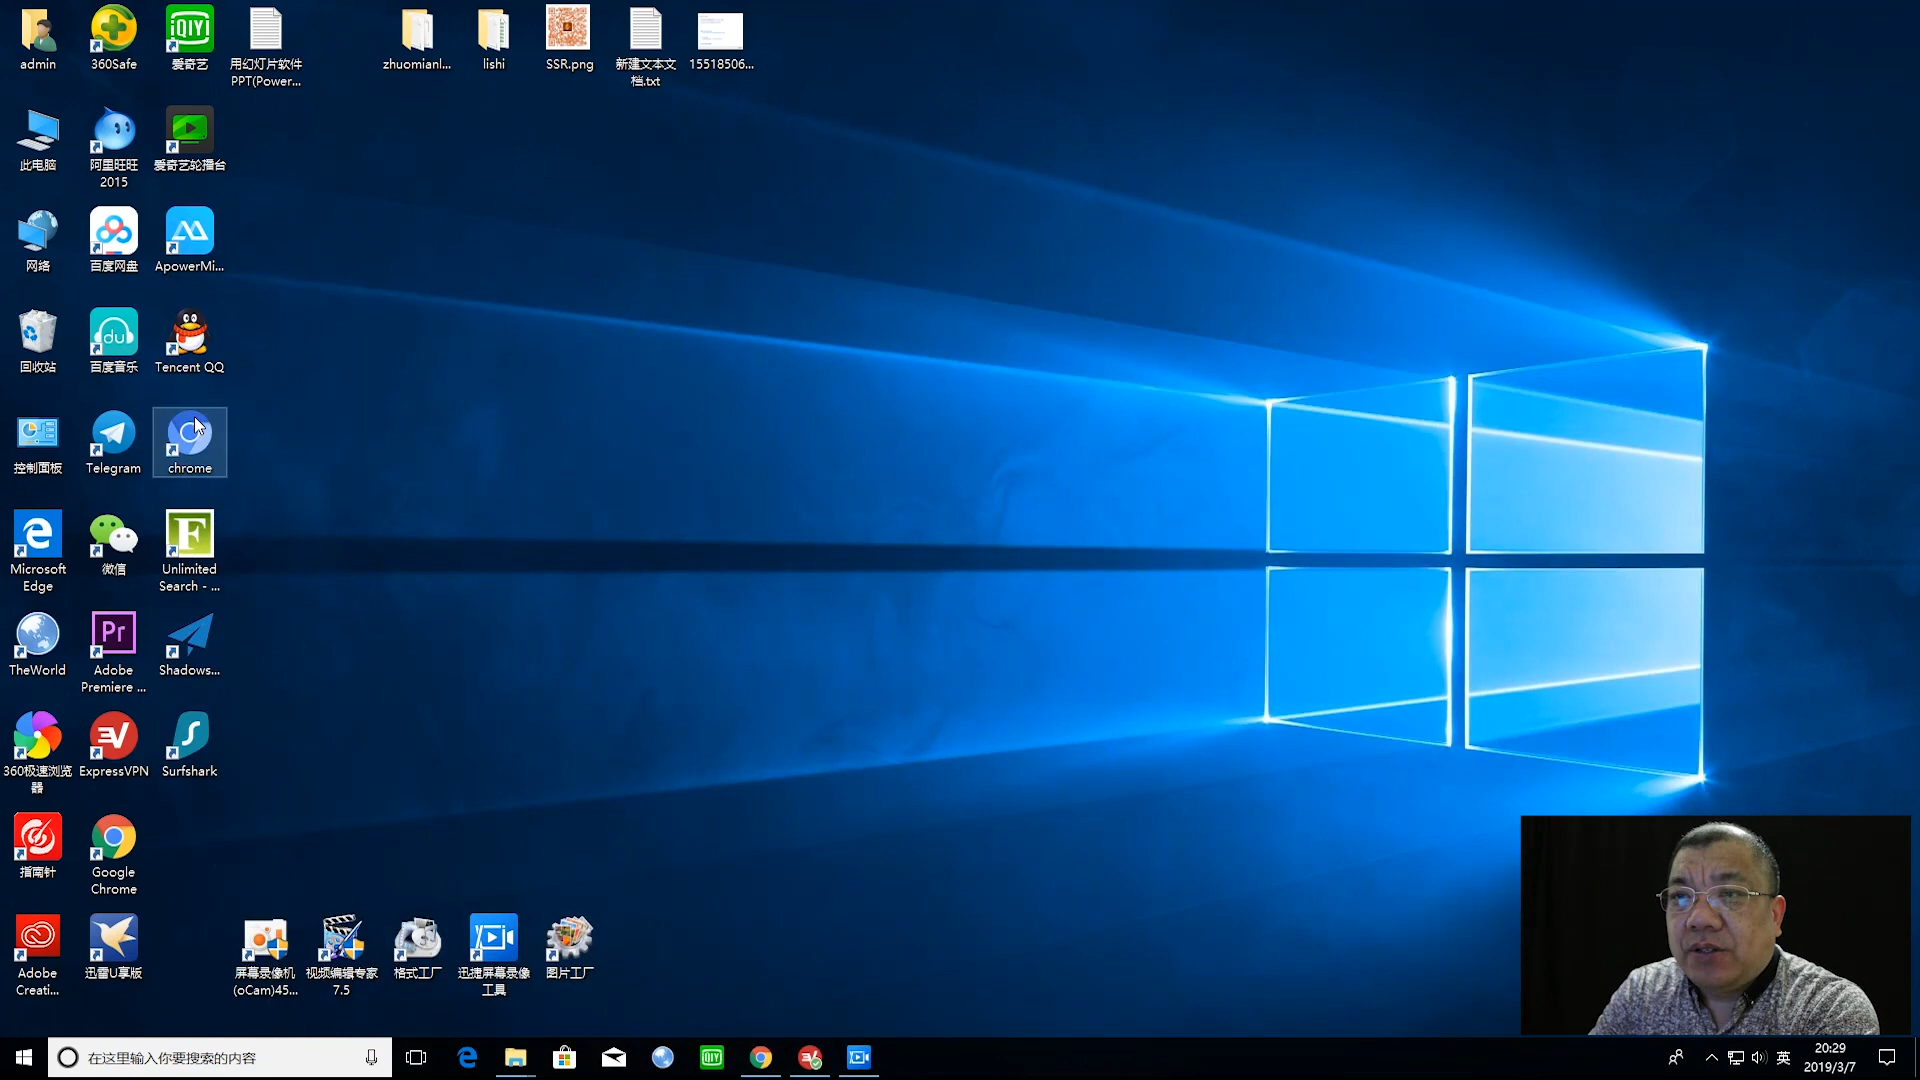 admin
360Safe
iQIYI
爱奇艺
用幻灯片软件
PPT(Power...
zhuomianl...
lishi
SSR.png
新建文本文
档.txt
15518506...
此电脑
阿里旺旺
2015
爱奇艺轮播台
网络
百度网盘
ApowerMi...
回收站
du
百度音乐
Tencent QQ
控制面板
Telegram
chrome
Microsoft
Edge
微信
F
Unlimited
Search - ...
TheWorld
Pr
Adobe
Premiere ...
Shadows...
360极速浏览
器
ExpressVPN
Surfshark
指南针
Google
Chrome
Adobe
Creati...
迅雷U享版
屏幕录像机
(oCam)45...
视频编辑专家
7.5
格式工厂
迅捷屏幕录像
工具
图片工厂
在这里输入你要搜索的内容
QIY
英
20:29
2019/3/7